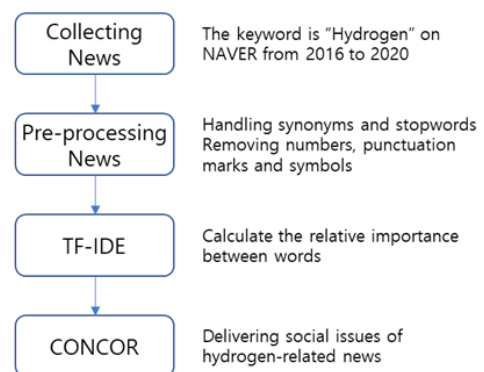 Collecting
News
The keyword is “Hydrogen” on
NAVER from 2016 to 2020
Pre-processing
News
Handling synonyms and stopwords
Removing numbers, punctuation
marks and symbols
TF-IDE
Calculate the relative importance
between words
CONCOR
Delivering social issues of
hydrogen-related news